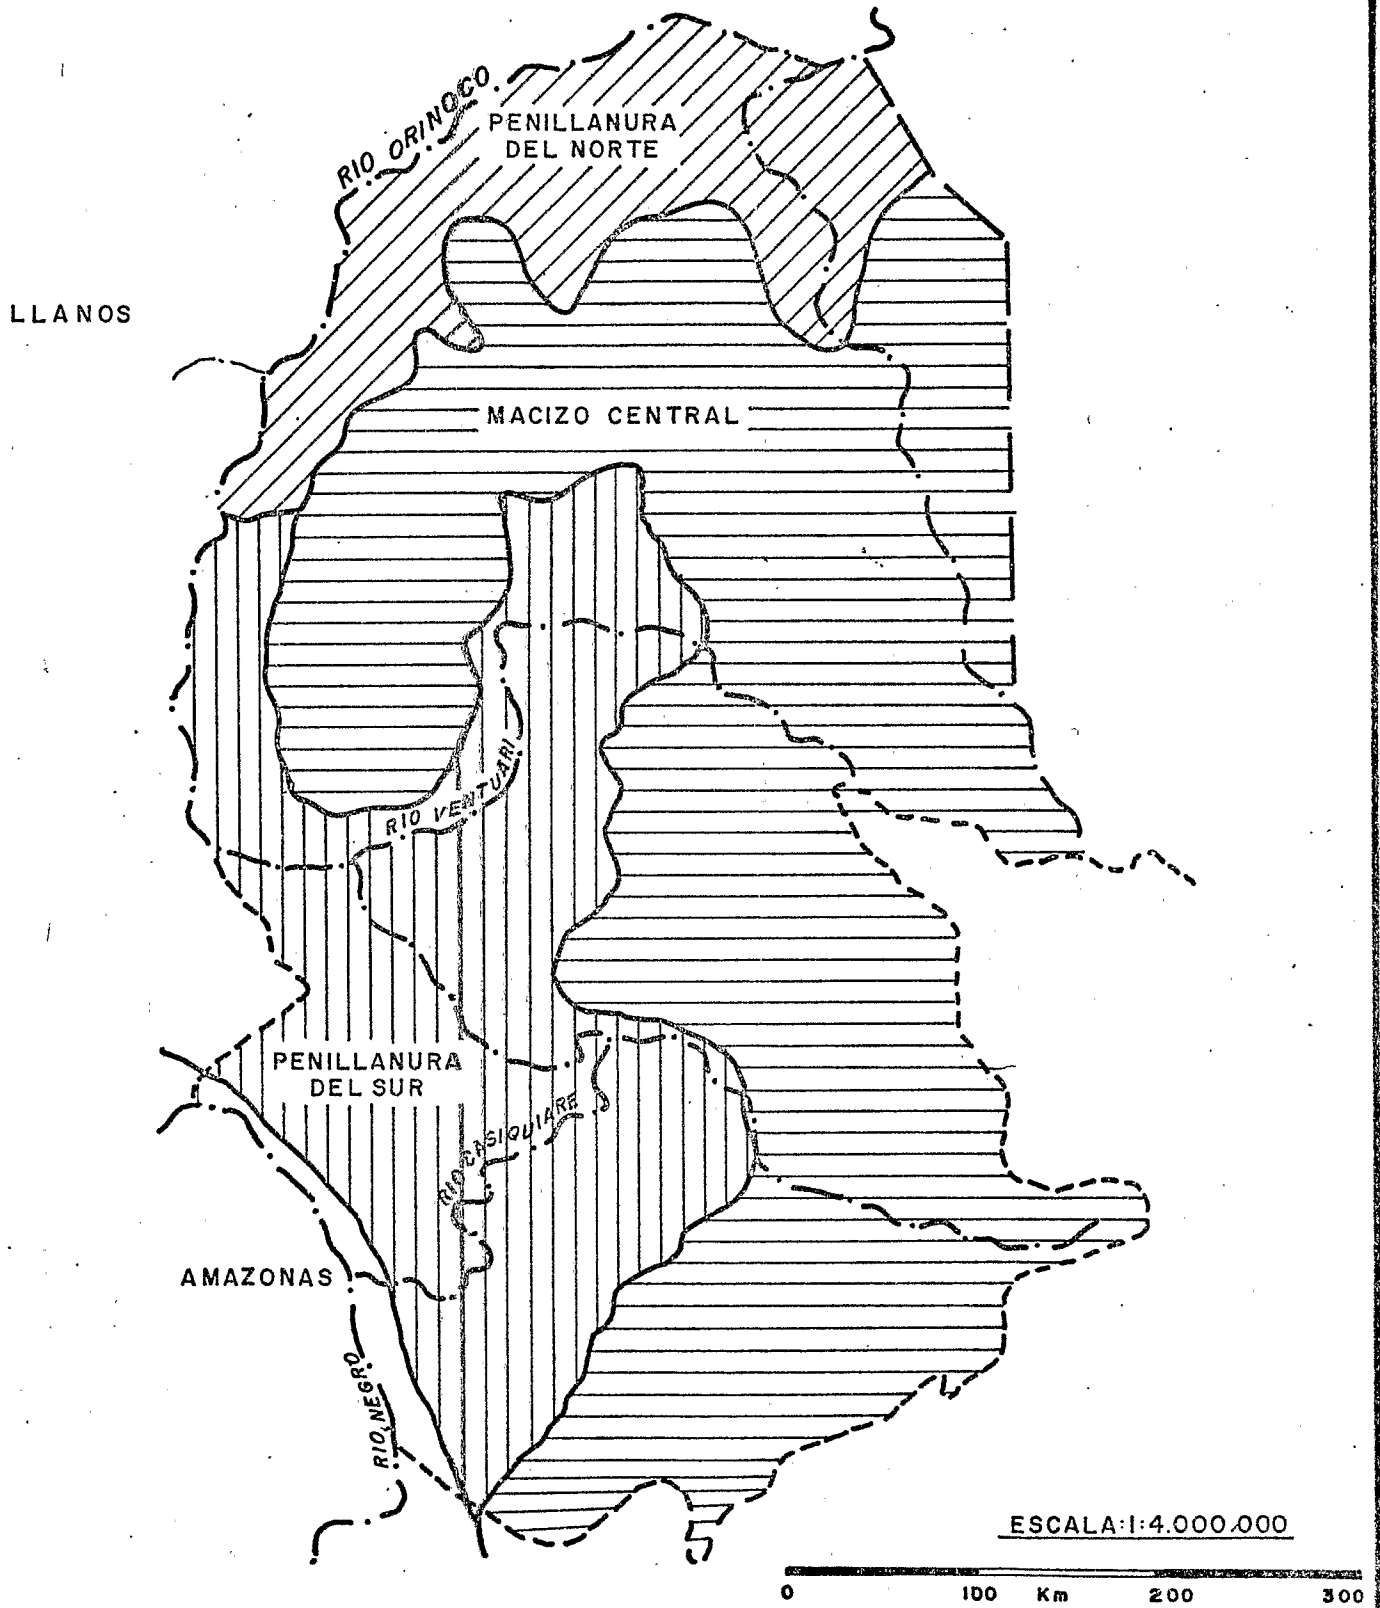 RIO ORINOCO
PENILLANURA
DEL NORTE
LLANOS
MACIZO CENTRAL
RIO VENTUARI
PENILLANURA
DEL SUR
RIO CASIQUIARE
AMAZONAS
RIO NEGRO
ESCALA:1:4.000.000
0 100 Km 200 300